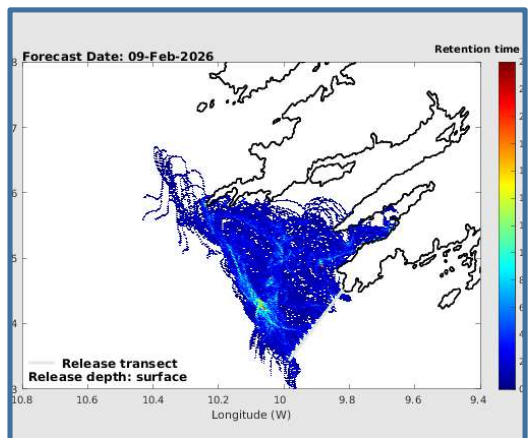 Forecast Date: 09-Feb-2026
Retention time
8
7
6
5
4
3
Release transect
Release depth: surface
10.8
10.6
10.4
10.2
10
9.8
9.6
9.4
Longitude (W)